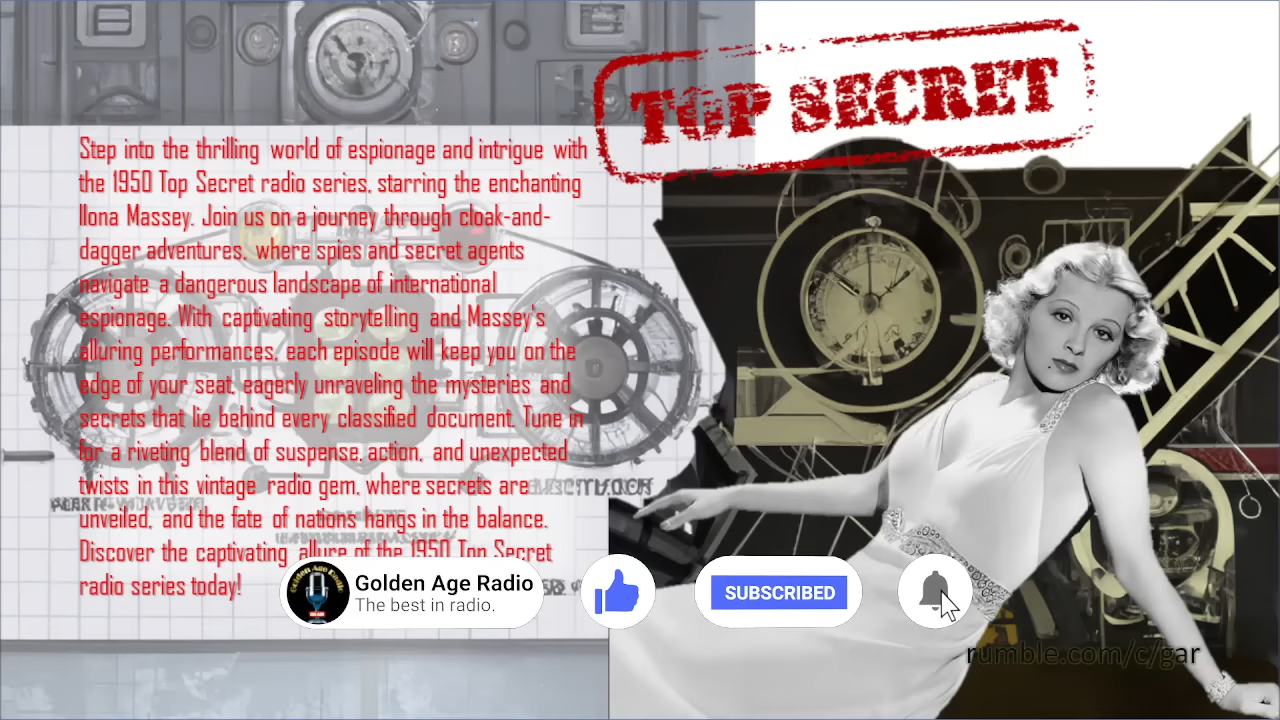 TOP SECRET
Step into the thrilling world of espionage and intrigue with
the 1950 Top Secret radio series, starring the enchanting
Ilona Massey. Join us on a journey through cloak-and-
dagger adventures, where spies and secret agents
navigate a dangerous landscape of international
espionage. With captivating storytelling and Massey's
alluring performances, each episode will keep you on the
edge of your seat, eagerly unraveling the mysteries and
secrets that lie behind every classified document. Tune in
for a riveting blend of suspense, action, and unexpected
twists in this vintage radio gem, where secrets are
unveiled, and the fate of nations hangs in the balance.
Discover the captivating allure of the 1950 Top Secret
radio series today!
Golden Age Radio
The best in radio.
SUBSCRIBED
rumble.com/c/gar